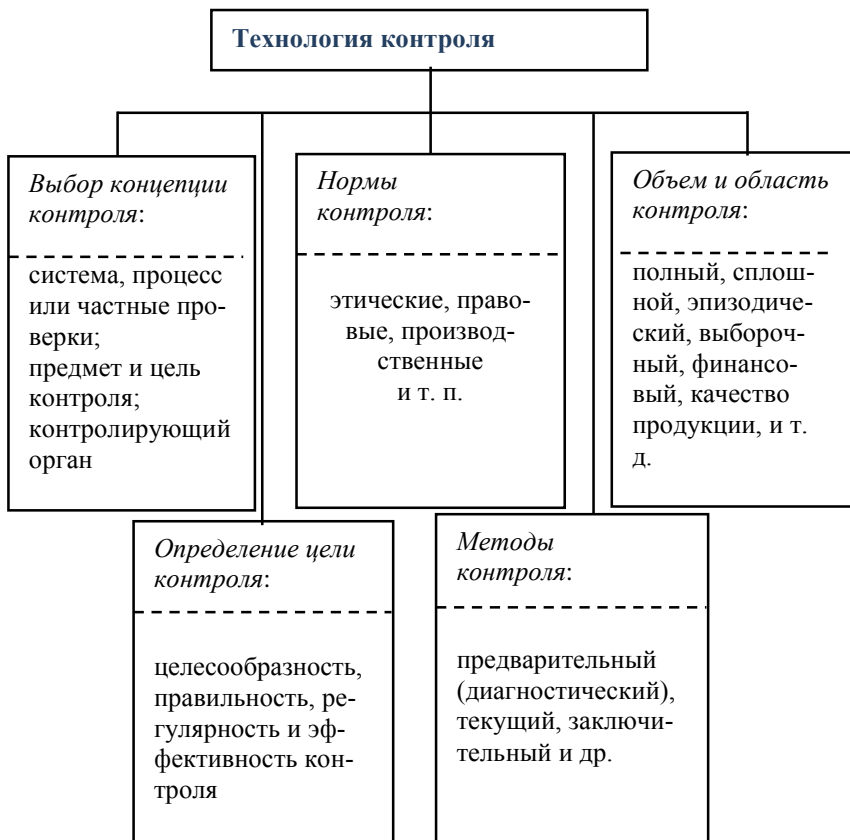 Технология контроля
Выбор концепции
контроля:
система, процесс
или частные про-
верки;
предмет и цель
контроля;
контролирующий
орган
Нормы
контроля:
этические, право-
вые, производ-
ственные
и т. п.
Объем и область
контроля:
полный, сплош-
ной, эпизодиче-
ский, выбороч-
ный, финансо-
вый, качество
продукции, и т.
д.
Определение цели
контроля:
целесообразность,
правильность, ре-
гулярность и эф-
фективность кон-
троля
Методы
контроля:
предварительный
(диагностический),
текущий, заключи-
тельный и др.